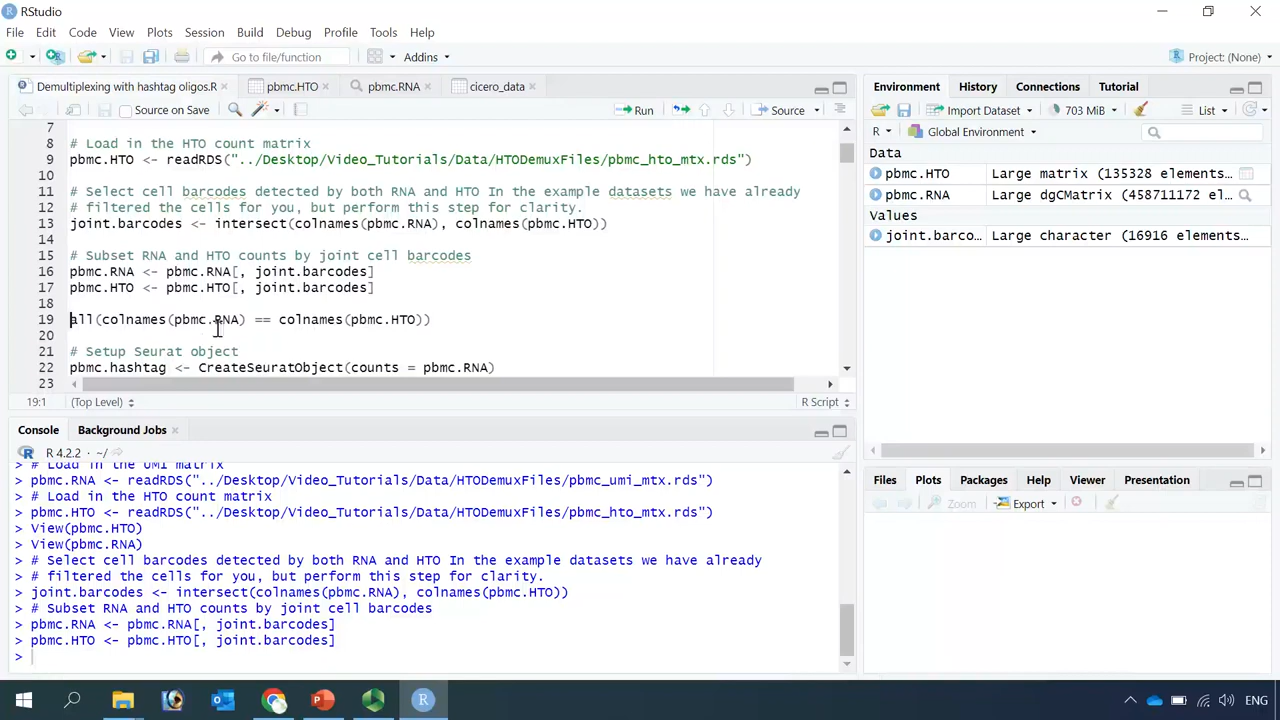 RStudio
File Edit Code View Plots Session Build Debug Profile Tools Help
Go to file/function Addins Project: (None)
Demultiplexing with hashtag oligos.R pbmc.HTO pbmc.RNA cicero_data
Source on Save Run Source
7
8 # Load in the HTO count matrix
9 pbmc.HTO <- readRDS("../Desktop/Video_Tutorials/Data/HTODemuxFiles/pbmc_hto_mtx.rds")
10
11 # Select cell barcodes detected by both RNA and HTO In the example datasets we have already
12 # filtered the cells for you, but perform this step for clarity.
13 joint.barcodes <- intersect(colnames(pbmc.RNA), colnames(pbmc.HTO))
14
15 # Subset RNA and HTO counts by joint cell barcodes
16 pbmc.RNA <- pbmc.RNA[, joint.barcodes]
17 pbmc.HTO <- pbmc.HTO[, joint.barcodes]
18
19 all(colnames(pbmc.RNA) == colnames(pbmc.HTO))
20
21 # Setup Seurat object
22 pbmc.hashtag <- CreateSeuratObject(counts = pbmc.RNA)
23
19:1 (Top Level) R Script
Console Background Jobs
R 4.2.2 · ~/
> # Load in the UMI matrix
> pbmc.RNA <- readRDS("../Desktop/Video_Tutorials/Data/HTODemuxFiles/pbmc_umi_mtx.rds")
> # Load in the HTO count matrix
> pbmc.HTO <- readRDS("../Desktop/Video_Tutorials/Data/HTODemuxFiles/pbmc_hto_mtx.rds")
> View(pbmc.HTO)
> View(pbmc.RNA)
> # Select cell barcodes detected by both RNA and HTO In the example datasets we have already
> # filtered the cells for you, but perform this step for clarity.
> joint.barcodes <- intersect(colnames(pbmc.RNA), colnames(pbmc.HTO))
> # Subset RNA and HTO counts by joint cell barcodes
> pbmc.RNA <- pbmc.RNA[, joint.barcodes]
> pbmc.HTO <- pbmc.HTO[, joint.barcodes]
>
Environment History Connections Tutorial
Import Dataset 703 MiB List
R Global Environment
Data
pbmc.HTO Large matrix (135328 elements…
pbmc.RNA Large dgCMatrix (458711172 el…
Values
joint.barco… Large character (16916 elements…
Files Plots Packages Help Viewer Presentation
Zoom Export
ENG